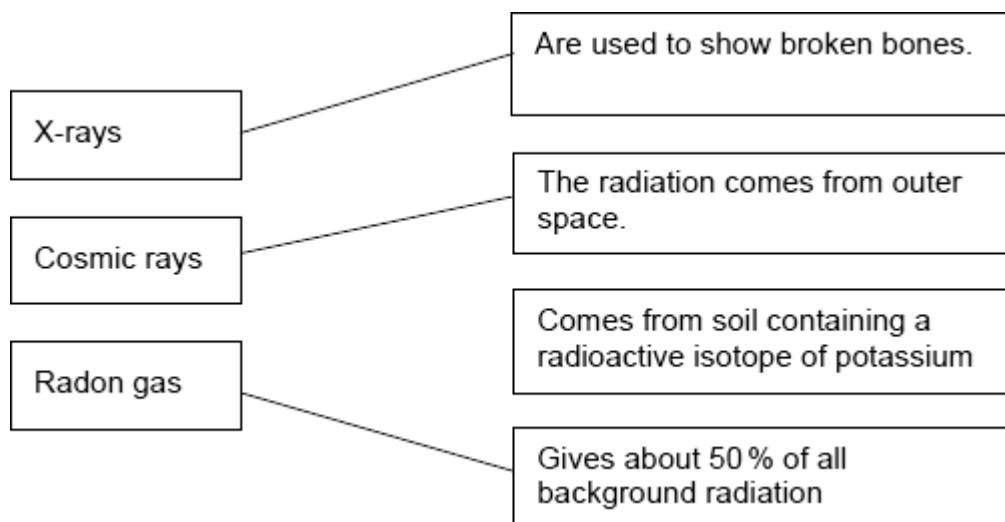 Are used to show broken bones.
X-rays
The radiation comes from outer
space.
Cosmic rays
Comes from soil containing a
radioactive isotope of potassium
Radon gas
Gives about 50 % of all
background radiation